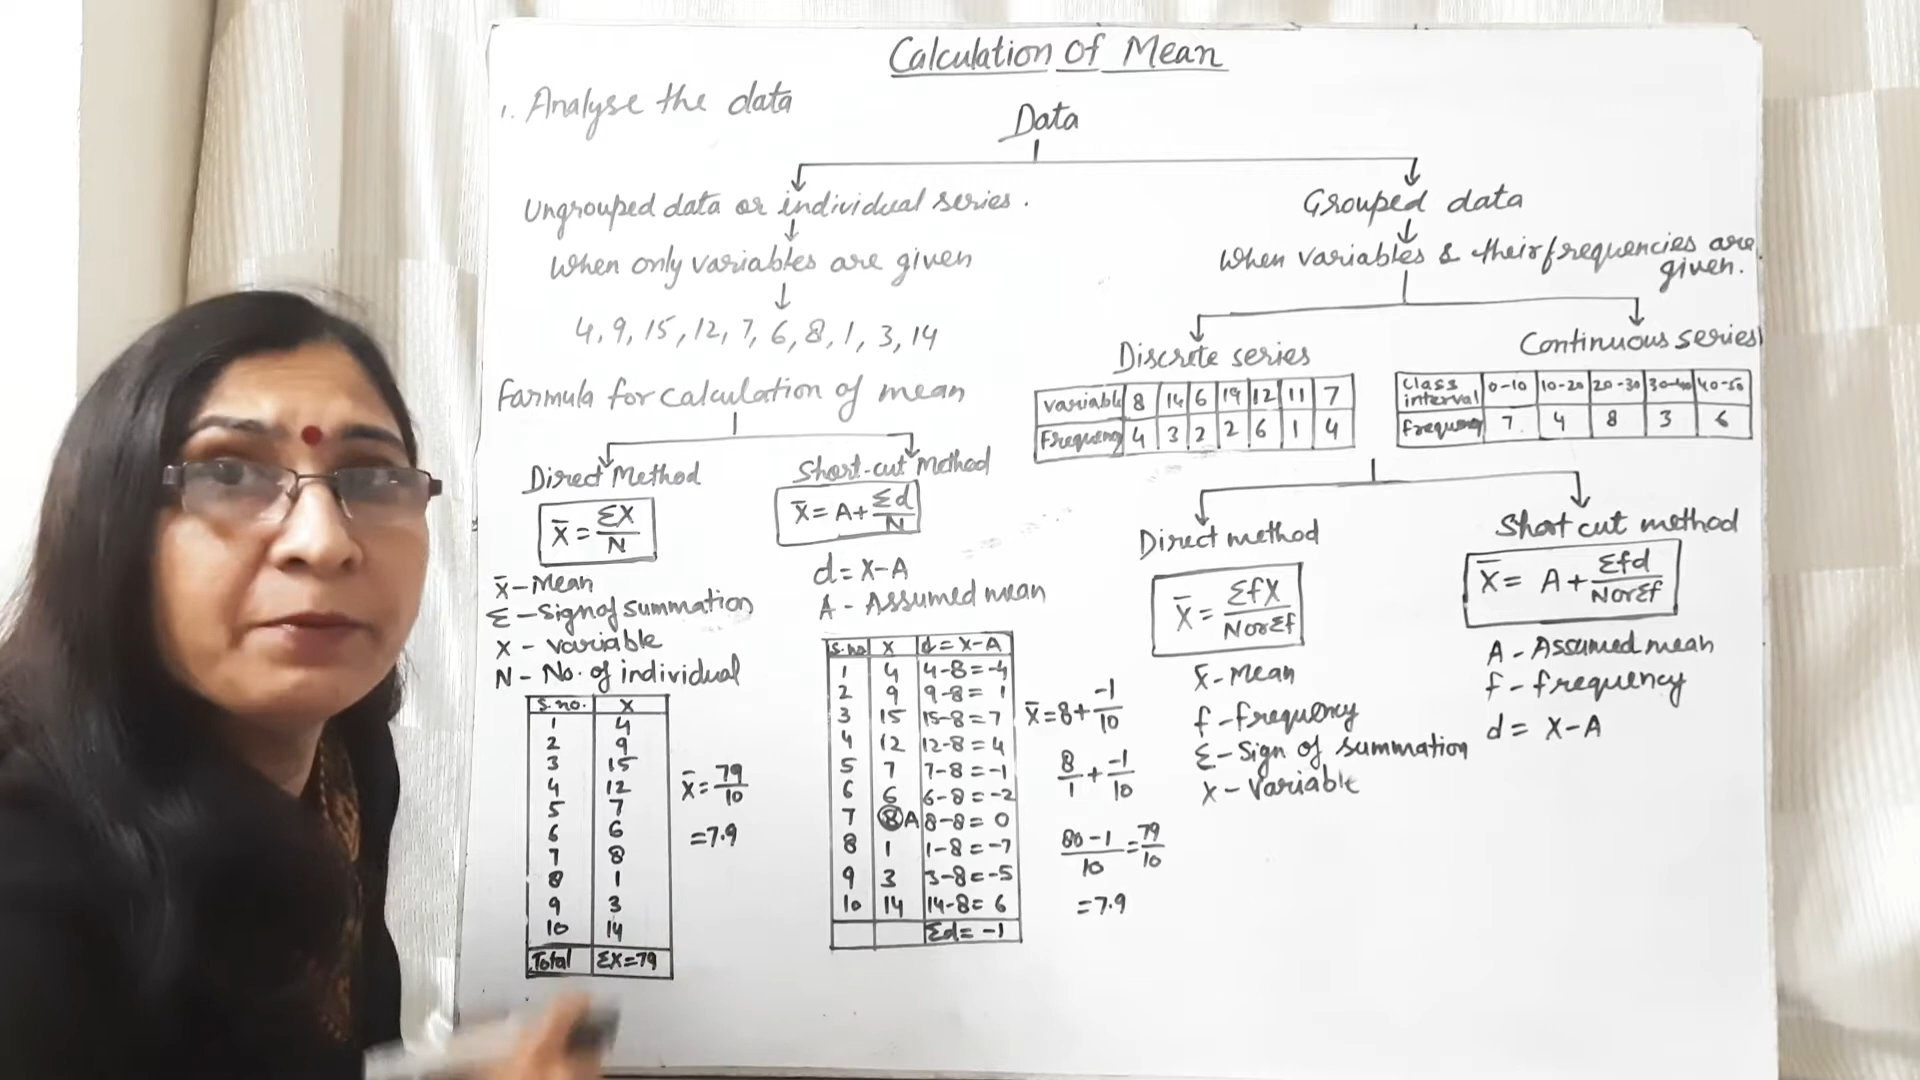 Calculation Of Mean
1. Analyse the data
Data
Ungrouped data or individual series.
When only variables are given
4, 9, 15, 12, 7, 6, 8, 1, 3, 14
Farmula for calculation of mean
Direct Method
X̄ = ΣX/N
X̄ - Mean
Σ - Sign of summation
X - variable
N - No. of individual
S.no. X
1 4
2 9
3 15
4 12
5 7
6 6
7 8
8 1
9 3
10 14
Total ΣX=79
X̄ = 79/10
= 7.9
Short-cut Method
X̄ = A + Σd/N
d = X-A
A - Assumed mean
S.no X d = X-A
1 4 4-8 = -4
2 9 9-8 = 1
3 15 15-8 = 7
4 12 12-8 = 4
5 7 7-8 = -1
6 6 6-8 = -2
7 8 A 8-8 = 0
8 1 1-8 = -7
9 3 3-8 = -5
10 14 14-8 = 6
Σd = -1
X̄ = 8 + -1/10
8/1 + -1/10
80-1/10 = 79/10
= 7.9
Grouped data
When variables & their frequencies are
given.
Discrete series
Variable 8 14 6 19 12 11 7
Frequency 4 3 2 2 6 1 4
Continuous series
Class interval 0-10 10-20 20-30 30-40 40-50
Frequency 7 4 8 3 6
Direct method
X̄ = ΣfX/N or Σf
X̄ - Mean
f - frequency
Σ - Sign of summation
X - Variable
Short cut method
X̄ = A + Σfd/N or Σf
A - Assumed mean
f - frequency
d = X-A